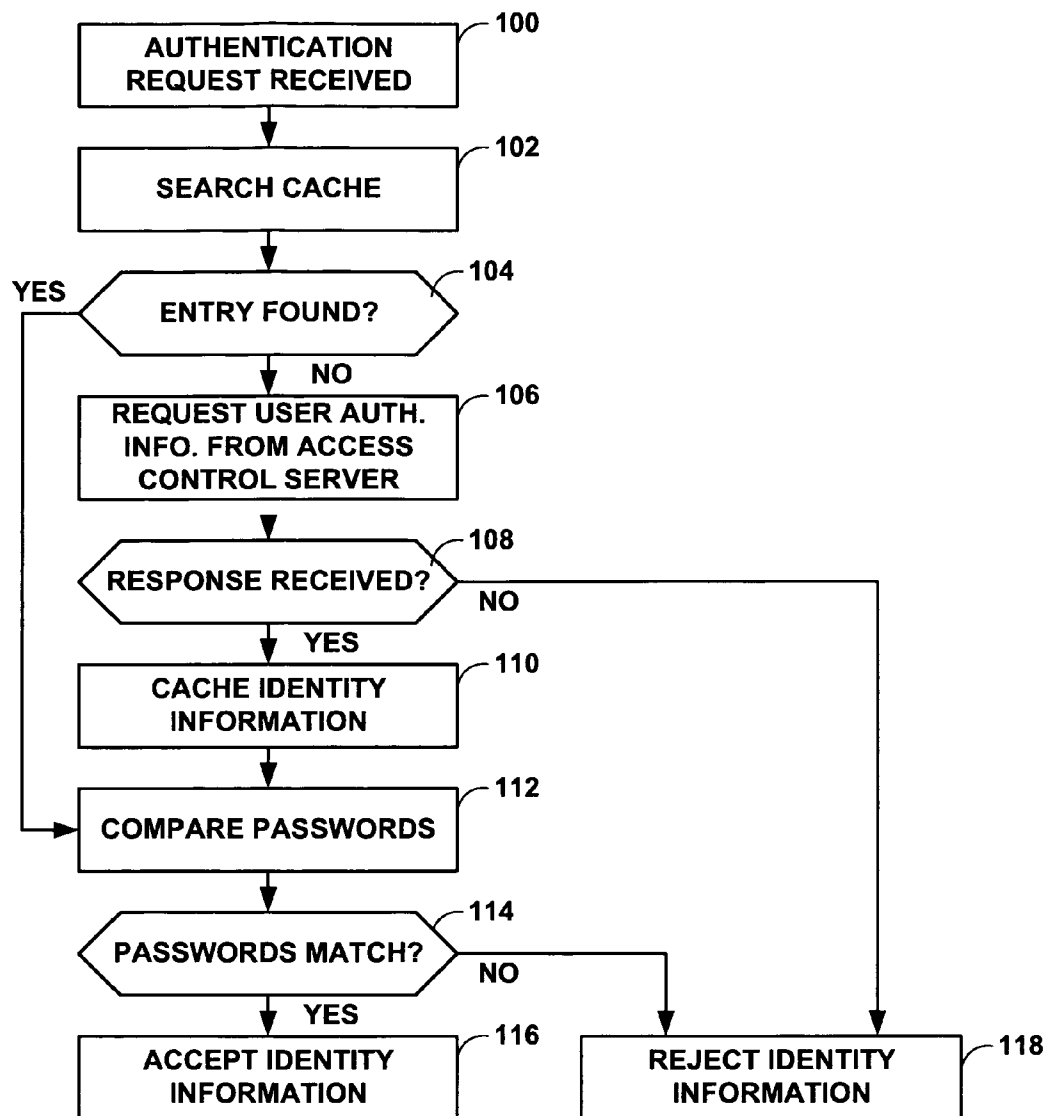 100
AUTHENTICATION
REQUEST RECEIVED
102
SEARCH CACHE
104
YES
ENTRY FOUND?
NO
106
REQUEST USER AUTH.
INFO. FROM ACCESS
CONTROL SERVER
108
RESPONSE RECEIVED?
NO
YES
110
CACHE IDENTITY
INFORMATION
112
COMPARE PASSWORDS
114
PASSWORDS MATCH?
NO
YES
116
ACCEPT IDENTITY
INFORMATION
118
REJECT IDENTITY
INFORMATION